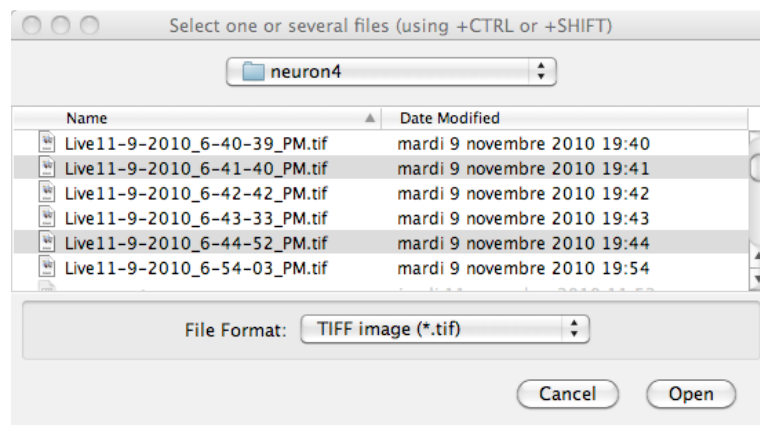 Select one or several files (using +CTRL or +SHIFT)
neuron4
Name Date Modified
Live11-9-2010_6-40-39_PM.tif mardi 9 novembre 2010 19:40
Live11-9-2010_6-41-40_PM.tif mardi 9 novembre 2010 19:41
Live11-9-2010_6-42-42_PM.tif mardi 9 novembre 2010 19:42
Live11-9-2010_6-43-33_PM.tif mardi 9 novembre 2010 19:43
Live11-9-2010_6-44-52_PM.tif mardi 9 novembre 2010 19:44
Live11-9-2010_6-54-03_PM.tif mardi 9 novembre 2010 19:54
File Format: TIFF image (*.tif)
Cancel Open